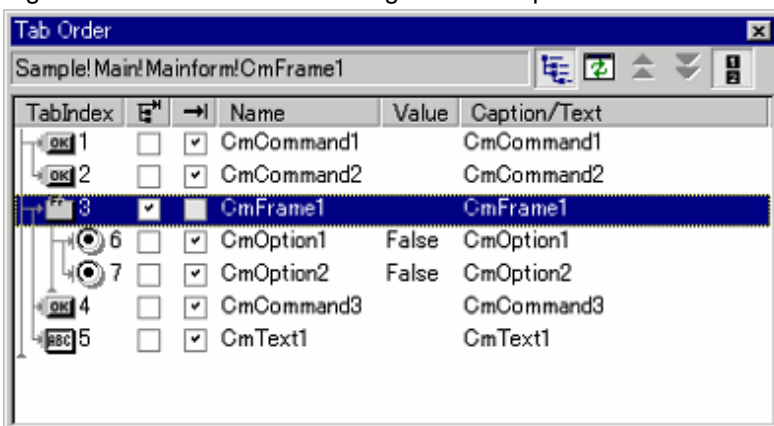 Tab Order
Sample!Main!Mainform!CmFrame1
TabIndex Name Value Caption/Text
OK 1 CmCommand1 CmCommand1
OK 2 CmCommand2 CmCommand2
3 CmFrame1 CmFrame1
6 CmOption1 False CmOption1
7 CmOption2 False CmOption2
OK 4 CmCommand3 CmCommand3
ABC 5 CmText1 CmText1